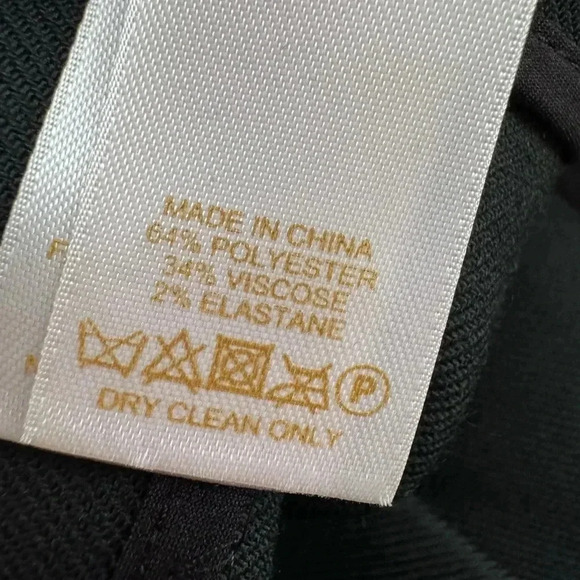 MADE IN CHINA
64% POLYESTER
34% VISCOSE
2% ELASTANE
P
DRY CLEAN ONLY